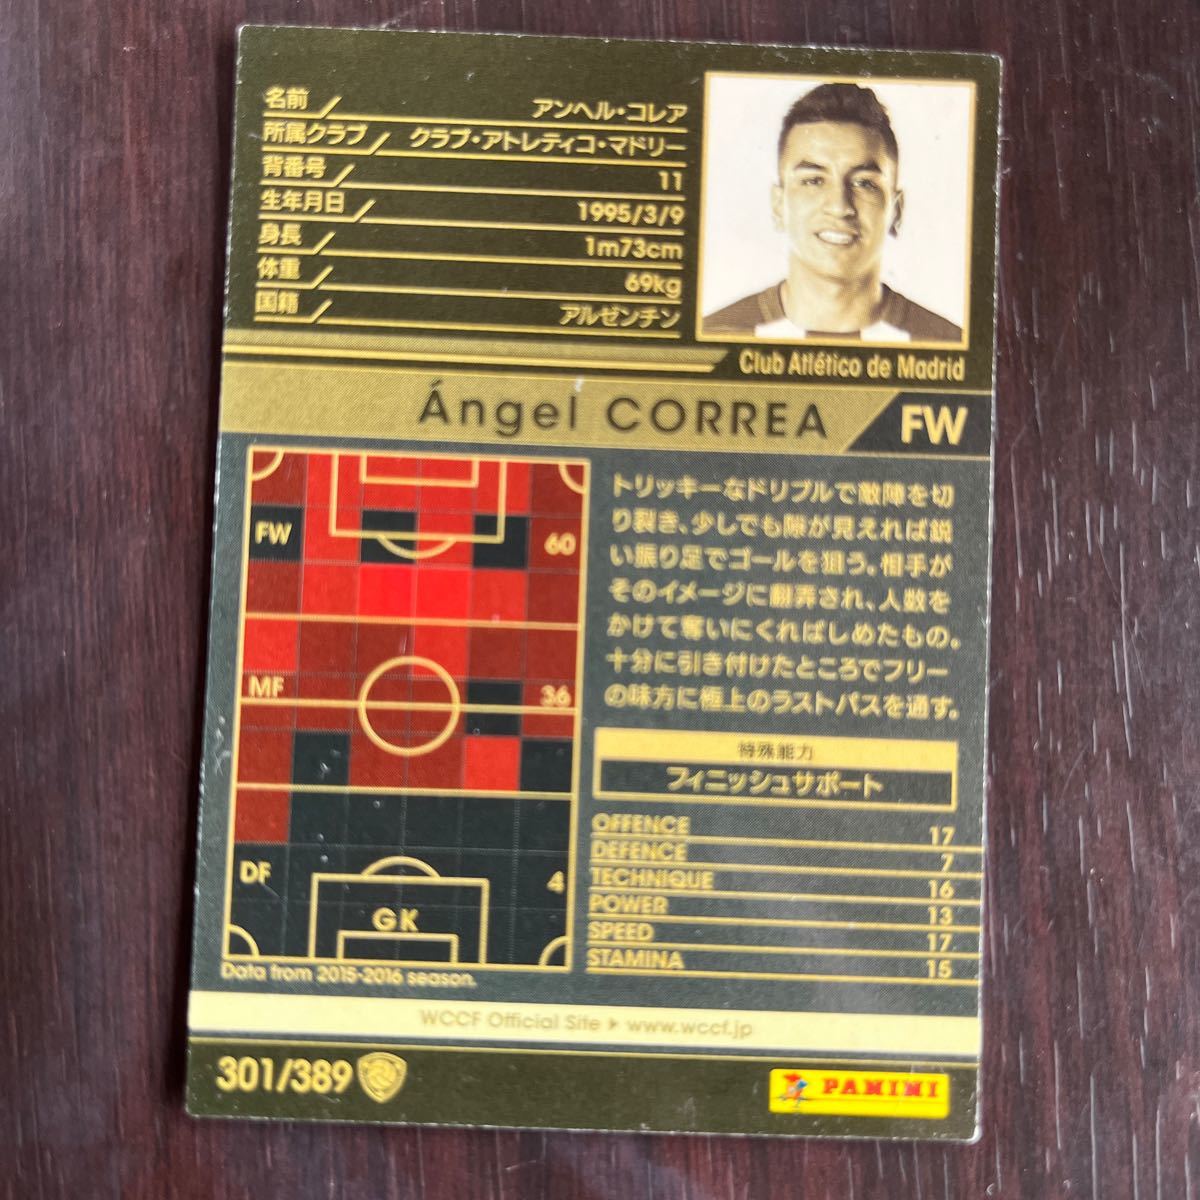 名前 アンヘル・コレア
所属クラブ クラブ・アトレティコ・マドリー
背番号 11
生年月日 1995/3/9
身長 1m73cm
体重 69kg
国籍 アルゼンチン
Club Atlético de Madrid
Ángel CORREA FW
FW 60
MF 36
DF 4
GK
Data from 2015-2016 season.
トリッキーなドリブルで敵陣を切
り裂き、少しでも隙が見えれば鋭
い振り足でゴールを狙う。相手が
そのイメージに翻弄され、人数を
かけて奪いにくればしめたもの。
十分に引き付けたところでフリー
の味方に極上のラストパスを通す。
特殊能力
フィニッシュサポート
OFFENCE 17
DEFENCE 7
TECHNIQUE 16
POWER 13
SPEED 17
STAMINA 15
WCCF Official Site ▶ www.wccf.jp
301/389
PANINI